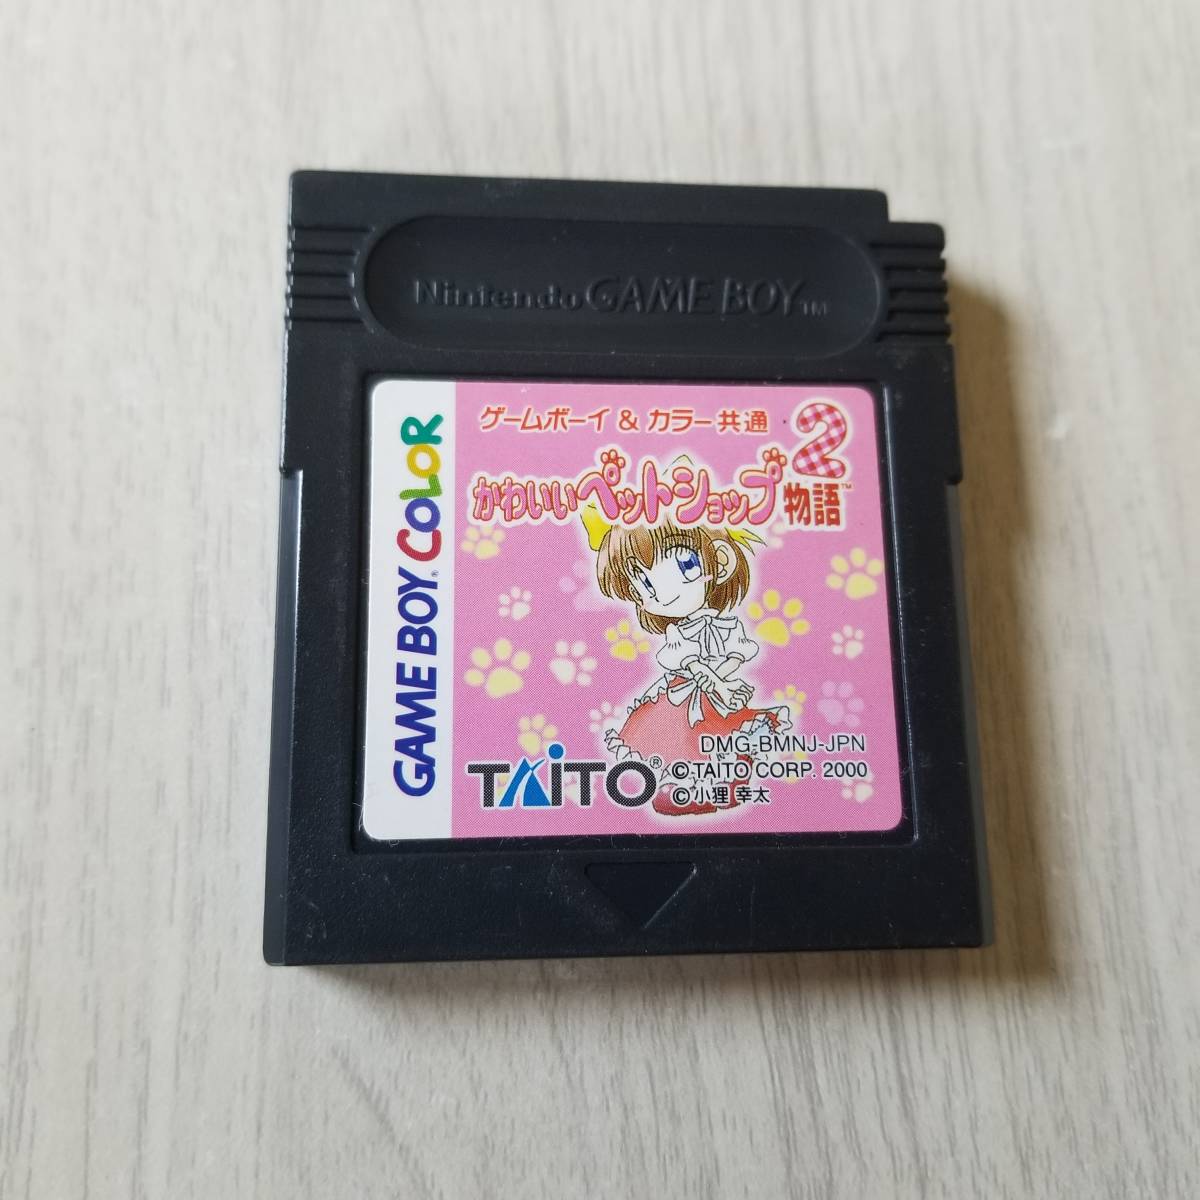 Nintendo GAME BOY™
GAME BOY® COLOR
ゲームボーイ & カラー共通
かわいいペットショップ物語2™
DMG-BMNJ-JPN
TAiTO®
© TAITO CORP. 2000
© 小狸 幸太